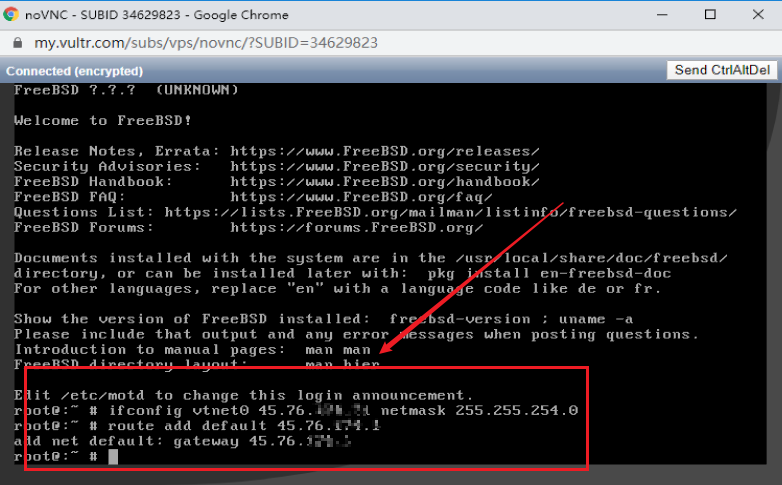 noVNC - SUBID 34629823 - Google Chrome
my.vultr.com/subs/vps/novnc/?SUBID=34629823
Connected (encrypted)
Send CtrlAltDel
FreeBSD ?.?.?  (UNKNOWN)
Welcome to FreeBSD!
Release Notes, Errata: https://www.FreeBSD.org/releases/
Security Advisories:   https://www.FreeBSD.org/security/
FreeBSD Handbook:      https://www.FreeBSD.org/handbook/
FreeBSD FAQ:           https://www.FreeBSD.org/faq/
Questions List: https://lists.FreeBSD.org/mailman/listinfo/freebsd-questions/
FreeBSD Forums:        https://forums.FreeBSD.org/
Documents installed with the system are in the /usr/local/share/doc/freebsd/
directory, or can be installed later with:  pkg install en-freebsd-doc
For other languages, replace "en" with a language code like de or fr.
Show the version of FreeBSD installed:  freebsd-version ; uname -a
Please include that output and any error messages when posting questions.
Introduction to manual pages:  man man
FreeBSD directory layout:      man hier
Edit /etc/motd to change this login announcement.
root@:~ # ifconfig vtnet0 45.76. netmask 255.255.254.0
root@:~ # route add default 45.76.
add net default: gateway 45.76.
root@:~ #